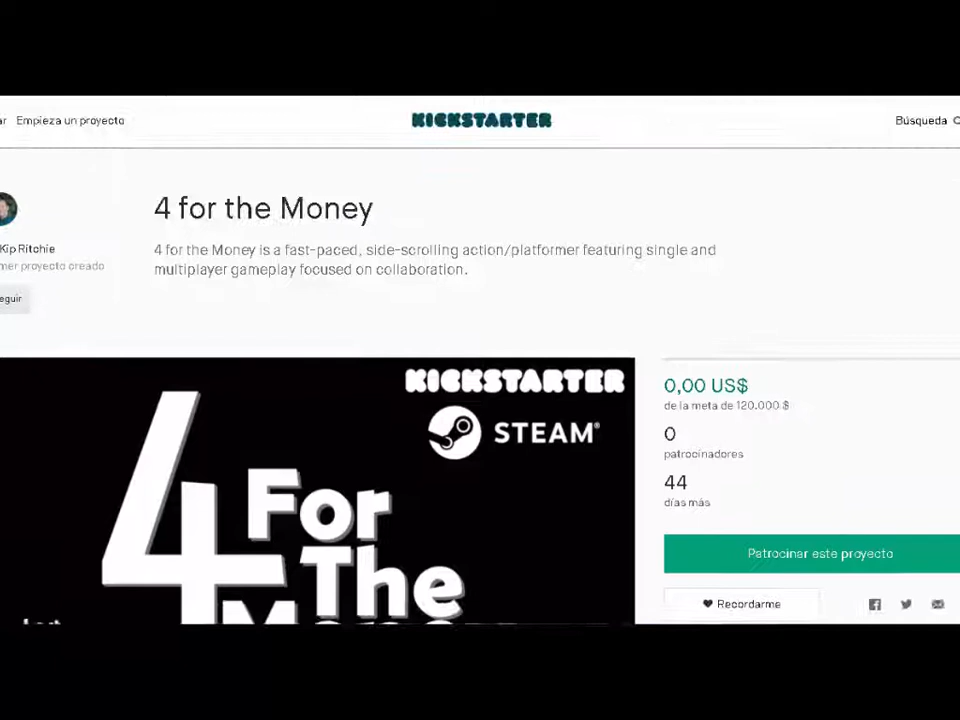 Empieza un proyecto
KICKSTARTER
Búsqueda
4 for the Money
Kip Ritchie
4 for the Money is a fast-paced, side-scrolling action/platformer featuring single and
multiplayer gameplay focused on collaboration.
proyecto creado
KICKSTARTER
STEAM®
4 For
The
0,00 US$
de la meta de 120.000 $
0
patrocinadores
44
días más
Patrocinar este proyecto
Recordarme